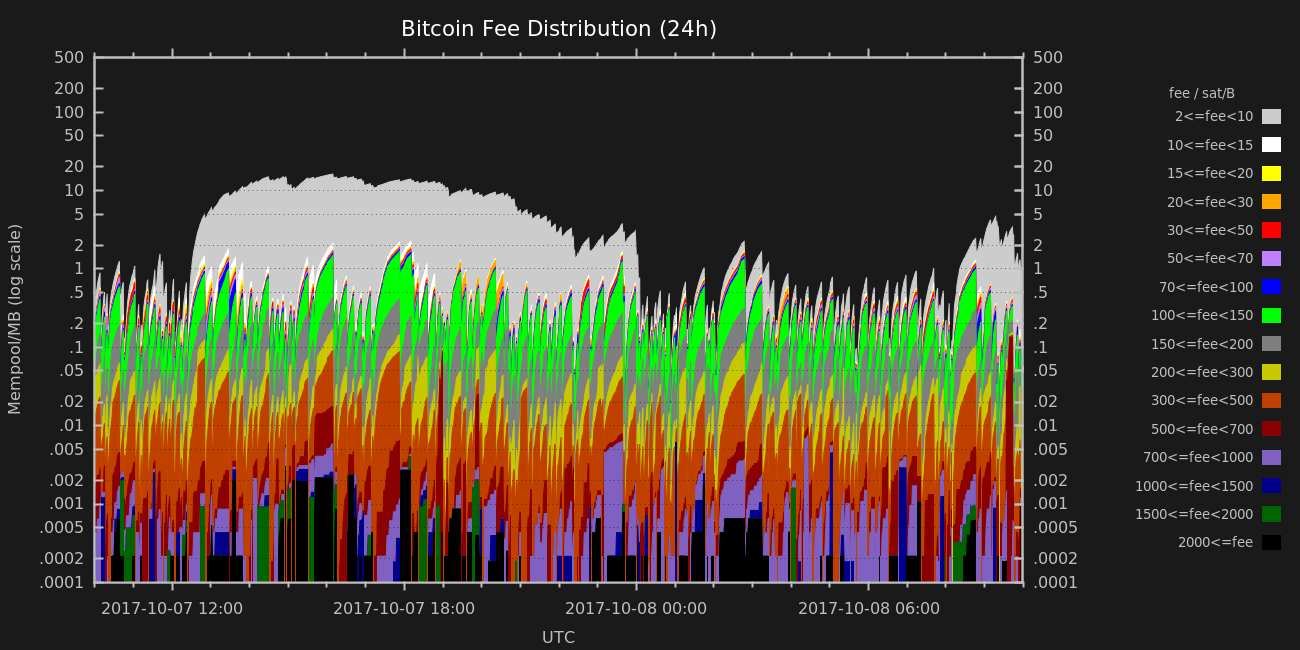 Bitcoin Fee Distribution (24h)
500 500
200 200
100 100
50 50
20 20
10 10
5 5
2 2
1 1
.5 .5
.2 .2
.1 .1
.05 .05
.02 .02
.01 .01
.005 .005
.002 .002
.001 .001
.0005 .0005
.0002 .0002
.0001 .0001
Mempool/MB (log scale)
2017-10-07 12:00 2017-10-07 18:00 2017-10-08 00:00 2017-10-08 06:00
UTC
fee / sat/B
2<=fee<10
10<=fee<15
15<=fee<20
20<=fee<30
30<=fee<50
50<=fee<70
70<=fee<100
100<=fee<150
150<=fee<200
200<=fee<300
300<=fee<500
500<=fee<700
700<=fee<1000
1000<=fee<1500
1500<=fee<2000
2000<=fee